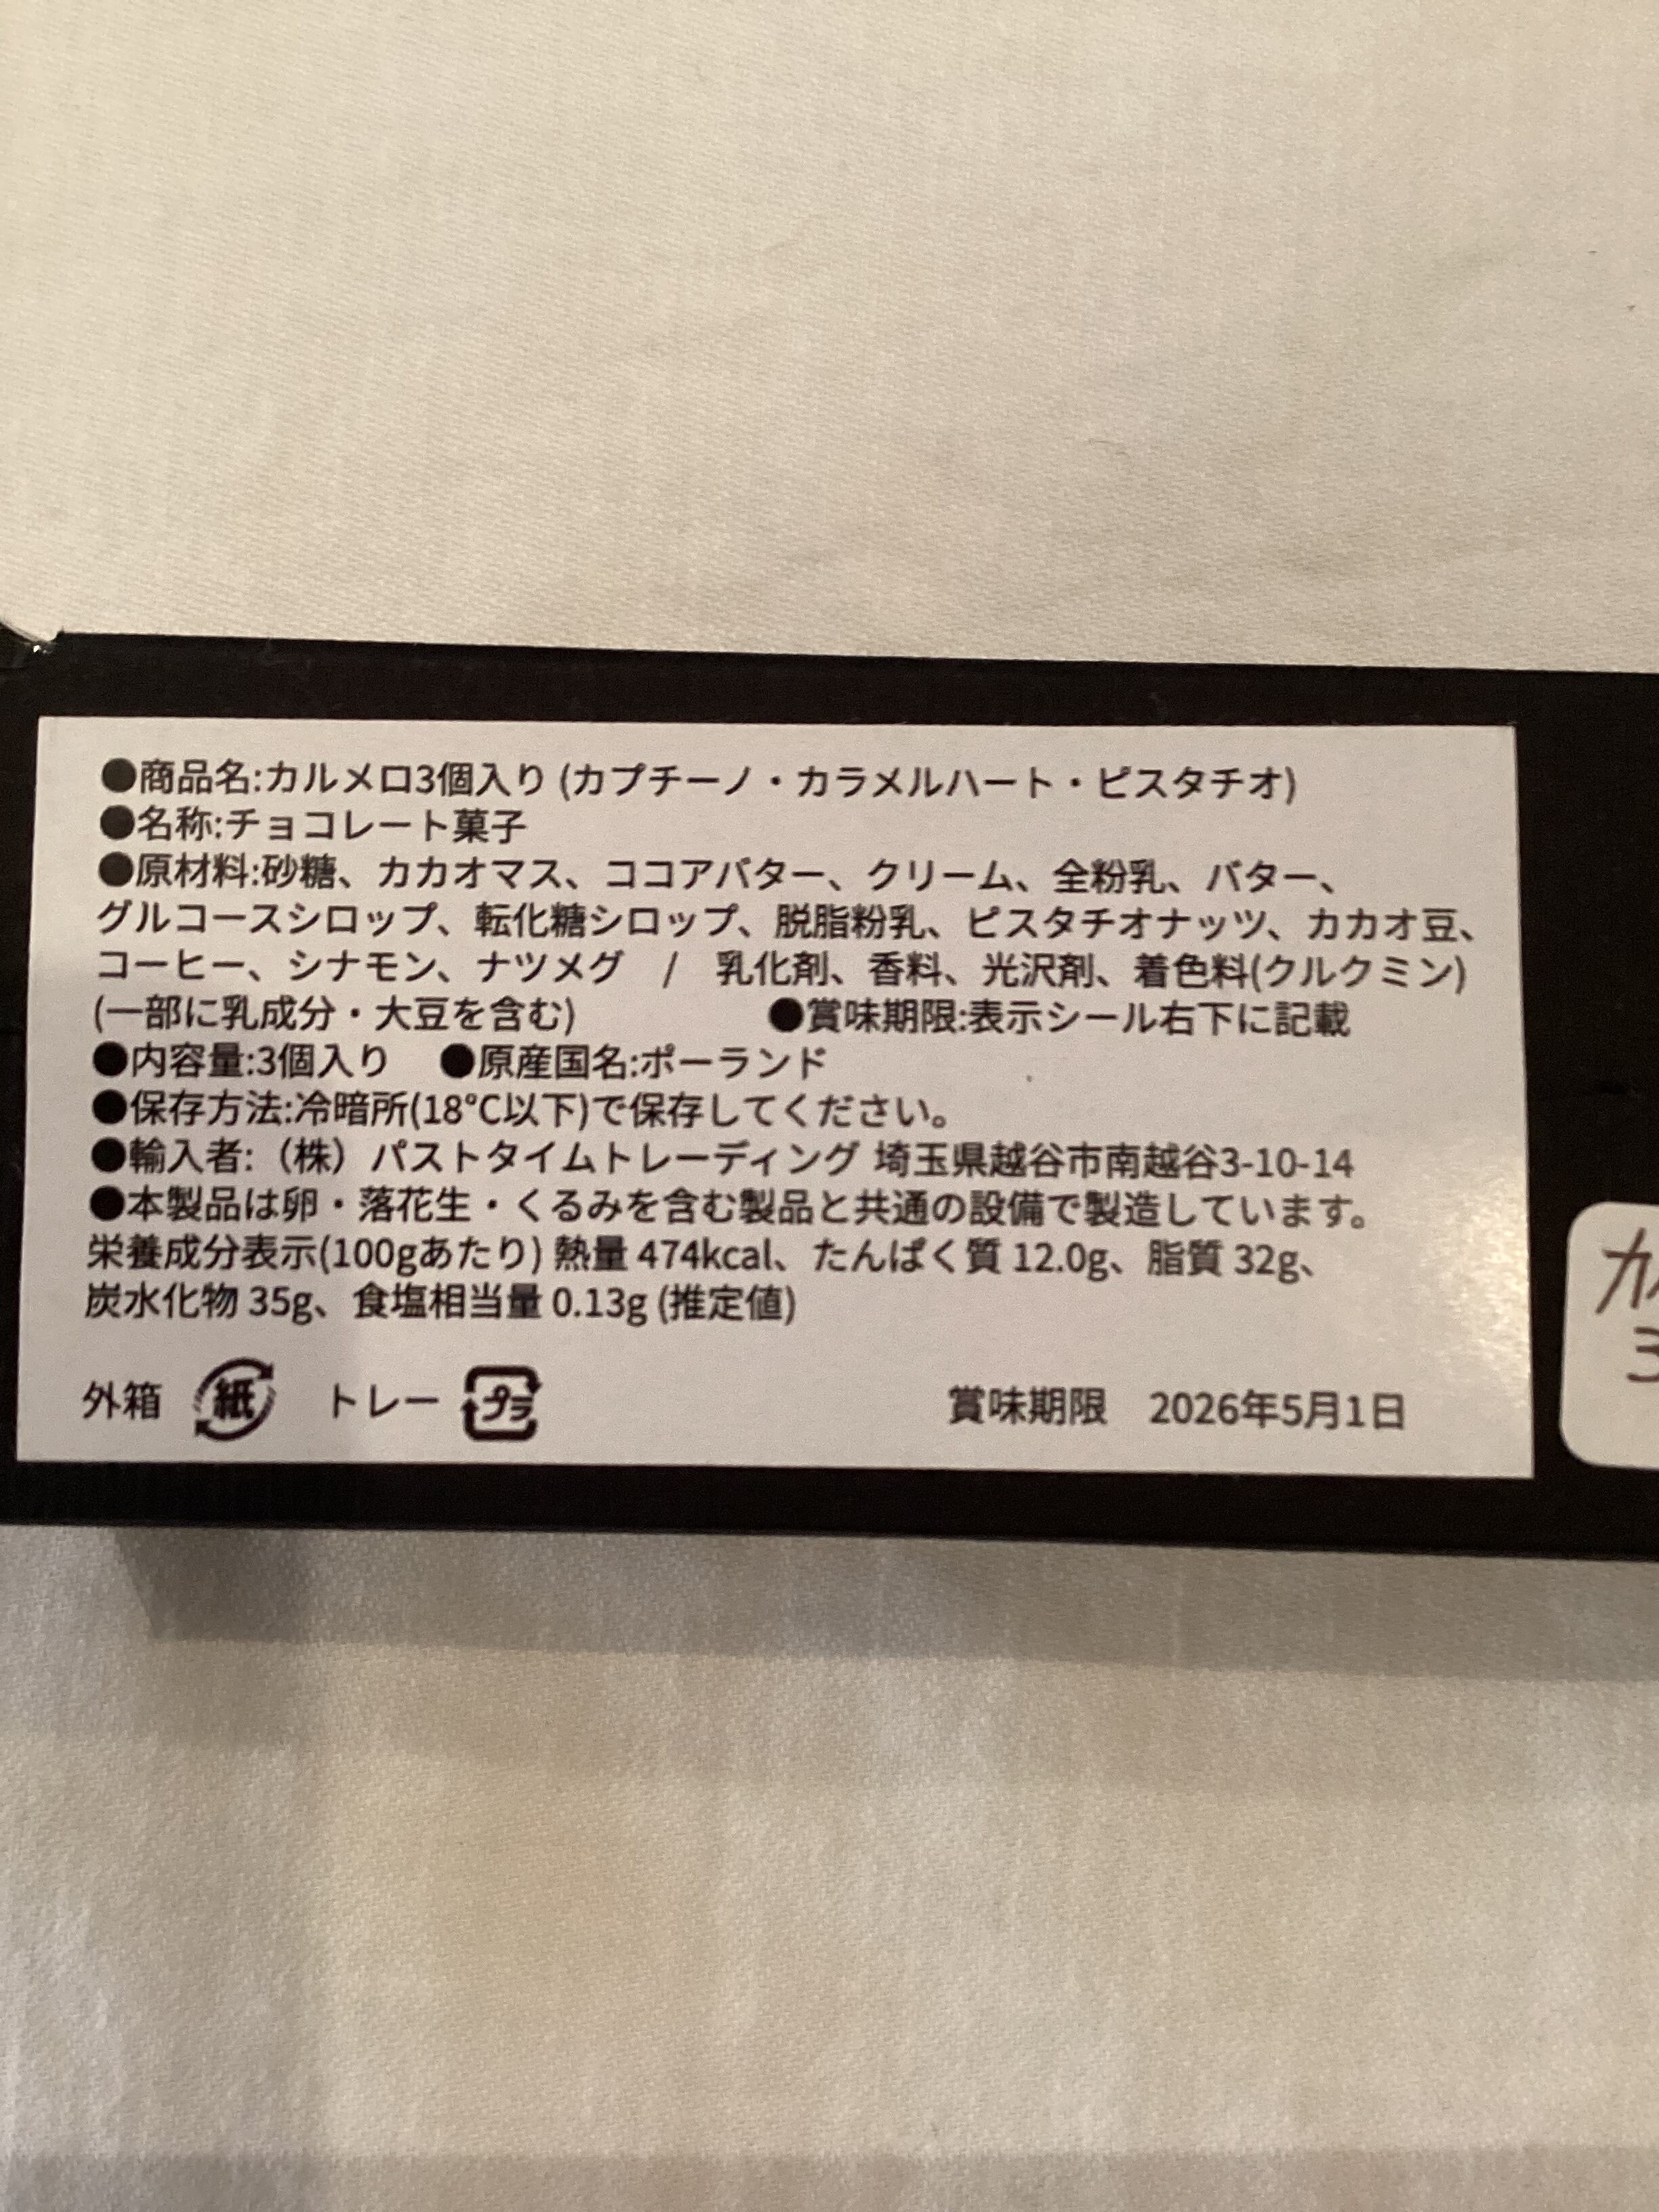 ●商品名:カルメロ3個入り (カプチーノ・カラメルハート・ピスタチオ)
●名称:チョコレート菓子
●原材料:砂糖、カカオマス、ココアバター、クリーム、全粉乳、バター、
グルコースシロップ、転化糖シロップ、脱脂粉乳、ピスタチオナッツ、カカオ豆、
コーヒー、シナモン、ナツメグ / 乳化剤、香料、光沢剤、着色料(クルクミン)
(一部に乳成分・大豆を含む) ●賞味期限:表示シール右下に記載
●内容量:3個入り ●原産国名:ポーランド
●保存方法:冷暗所(18℃以下)で保存してください。
●輸入者:（株）パストタイムトレーディング 埼玉県越谷市南越谷3-10-14
●本製品は卵・落花生・くるみを含む製品と共通の設備で製造しています。
栄養成分表示(100gあたり) 熱量 474kcal、たんぱく質 12.0g、脂質 32g、
炭水化物 35g、食塩相当量 0.13g (推定値)
外箱 紙 トレー プラ 賞味期限 2026年5月1日